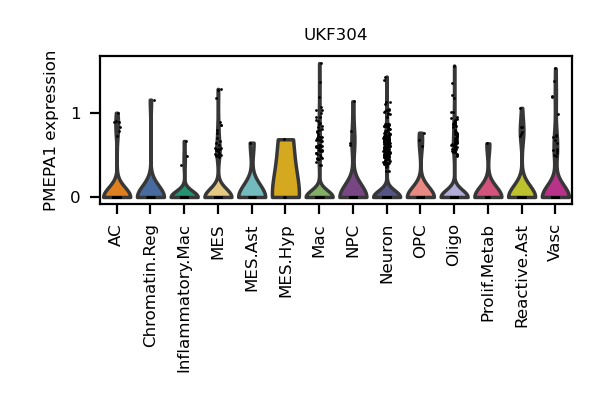 UKF304
PMEPA1 expression
1
0
AC
Chromatin.Reg
Inflammatory.Mac
MES
MES.Ast
MES.Hyp
Mac
NPC
Neuron
OPC
Oligo
Prolif.Metab
Reactive.Ast
Vasc